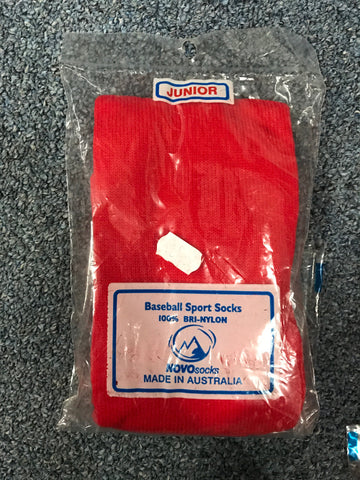 JUNIOR
Baseball Sport Socks
100% BRI-NYLON
NOVOsocks
MADE IN AUSTRALIA